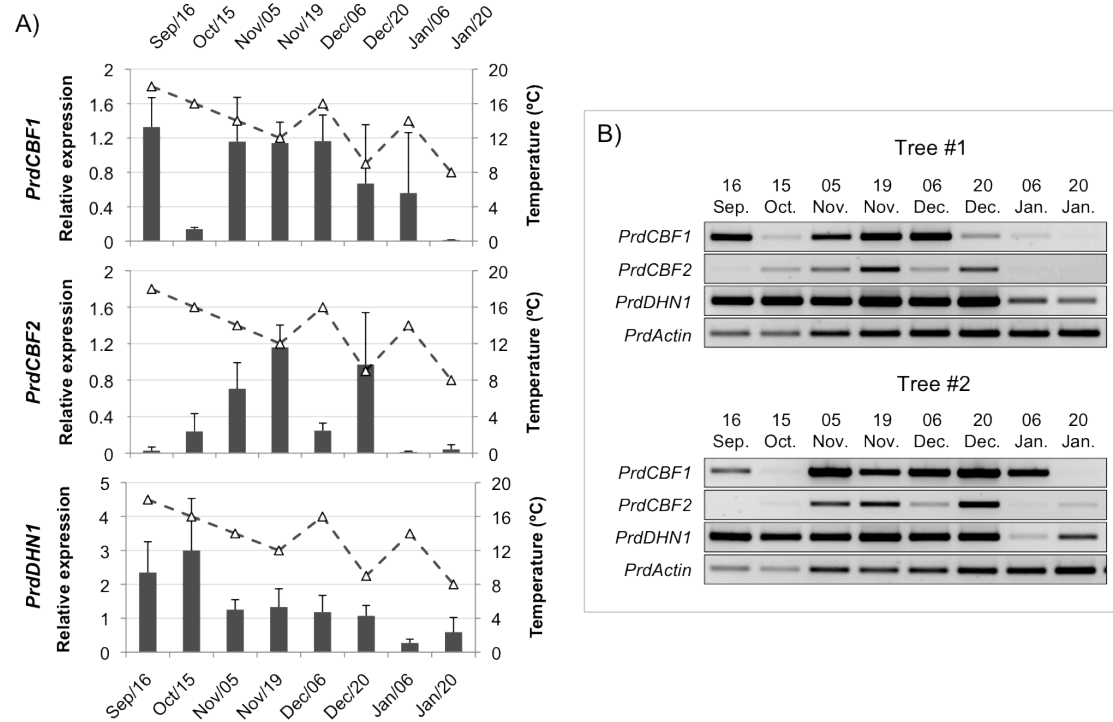 A)
Sep/16 Oct/15 Nov/05 Nov/19 Dec/06 Dec/20 Jan/06 Jan/20
PrdCBF1
Relative expression
2
1.6
1.2
0.8
0.4
0
20
16
12
8
4
0
Temperature (ºC)
PrdCBF2
Relative expression
2
1.6
1.2
0.8
0.4
0
20
16
12
8
4
0
Temperature (ºC)
PrdDHN1
Relative expression
5
4
3
2
1
0
20
16
12
8
4
0
Temperature (ºC)
Sep/16 Oct/15 Nov/05 Nov/19 Dec/06 Dec/20 Jan/06 Jan/20
B)
Tree #1
16 15 05 19 06 20 06 20
Sep. Oct. Nov. Nov. Dec. Dec. Jan. Jan.
PrdCBF1
PrdCBF2
PrdDHN1
PrdActin
Tree #2
16 15 05 19 06 20 06 20
Sep. Oct. Nov. Nov. Dec. Dec. Jan. Jan.
PrdCBF1
PrdCBF2
PrdDHN1
PrdActin